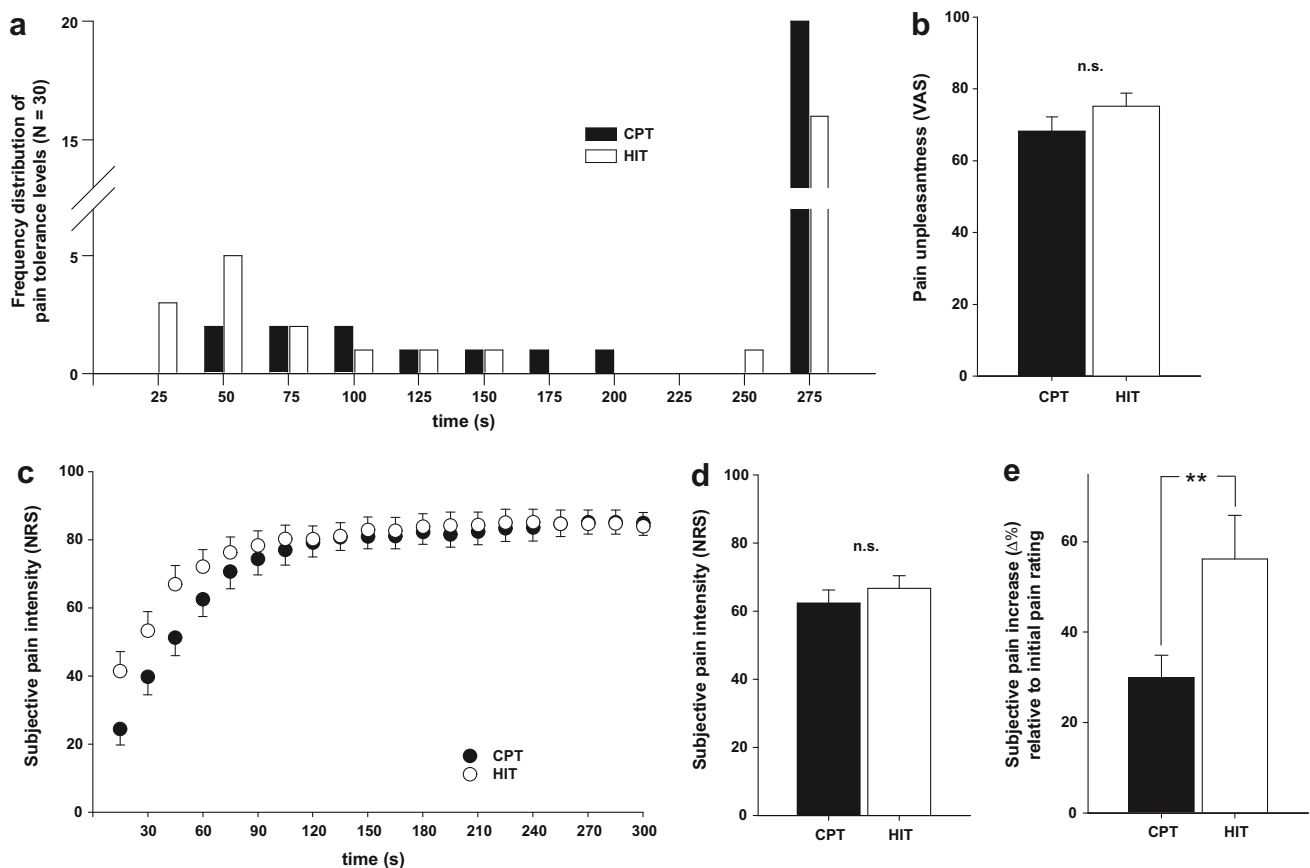 a
Frequency distribution of
pain tolerance levels (N = 30)
20
15
5
0
CPT
HIT
25 50 75 100 125 150 175 200 225 250 275
time (s)
b
Pain unpleasantness (VAS)
100
80
60
40
20
0
n.s.
CPT HIT
c
Subjective pain intensity (NRS)
100
80
60
40
20
0
CPT
HIT
30 60 90 120 150 180 210 240 270 300
time (s)
d
Subjective pain intensity (NRS)
100
80
60
40
20
0
n.s.
CPT HIT
e
Subjective pain increase (Δ%)
relative to initial pain rating
60
40
20
0
**
CPT HIT